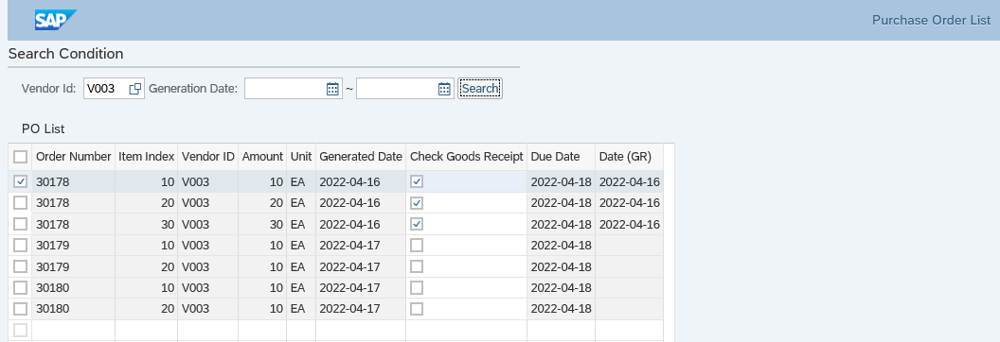 SAP
Purchase Order List
Search Condition
Vendor Id: V003 Generation Date: ~ Search
PO List
Order Number Item Index Vendor ID Amount Unit Generated Date Check Goods Receipt Due Date Date (GR)
30178 10 V003 10 EA 2022-04-16 2022-04-18 2022-04-16
30178 20 V003 20 EA 2022-04-16 2022-04-18 2022-04-16
30178 30 V003 30 EA 2022-04-16 2022-04-18 2022-04-16
30179 10 V003 10 EA 2022-04-17 2022-04-18
30179 20 V003 10 EA 2022-04-17 2022-04-18
30180 10 V003 10 EA 2022-04-17 2022-04-18
30180 20 V003 10 EA 2022-04-17 2022-04-18